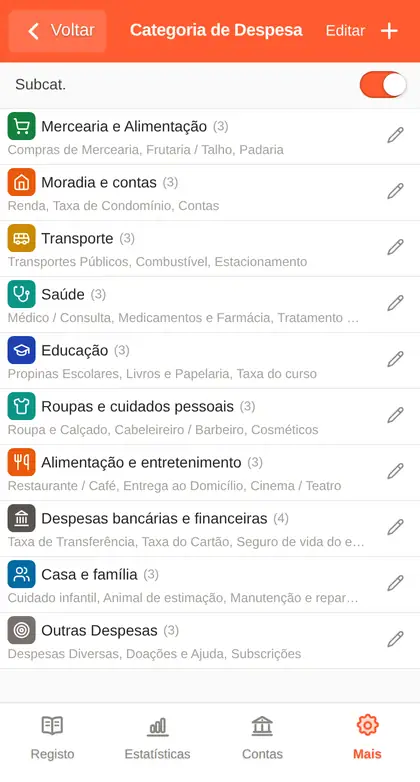 Voltar Categoria de Despesa Editar
Subcat.
Mercearia e Alimentação (3)
Compras de Mercearia, Frutaria / Talho, Padaria
Moradia e contas (3)
Renda, Taxa de Condomínio, Contas
Transporte (3)
Transportes Públicos, Combustível, Estacionamento
Saúde (3)
Médico / Consulta, Medicamentos e Farmácia, Tratamento ...
Educação (3)
Propinas Escolares, Livros e Papelaria, Taxa do curso
Roupas e cuidados pessoais (3)
Roupa e Calçado, Cabeleireiro / Barbeiro, Cosméticos
Alimentação e entretenimento (3)
Restaurante / Café, Entrega ao Domicílio, Cinema / Teatro
Despesas bancárias e financeiras (4)
Taxa de Transferência, Taxa do Cartão, Seguro de vida do e...
Casa e família (3)
Cuidado infantil, Animal de estimação, Manutenção e repar...
Outras Despesas (3)
Despesas Diversas, Doações e Ajuda, Subscrições
Registo Estatísticas Contas Mais